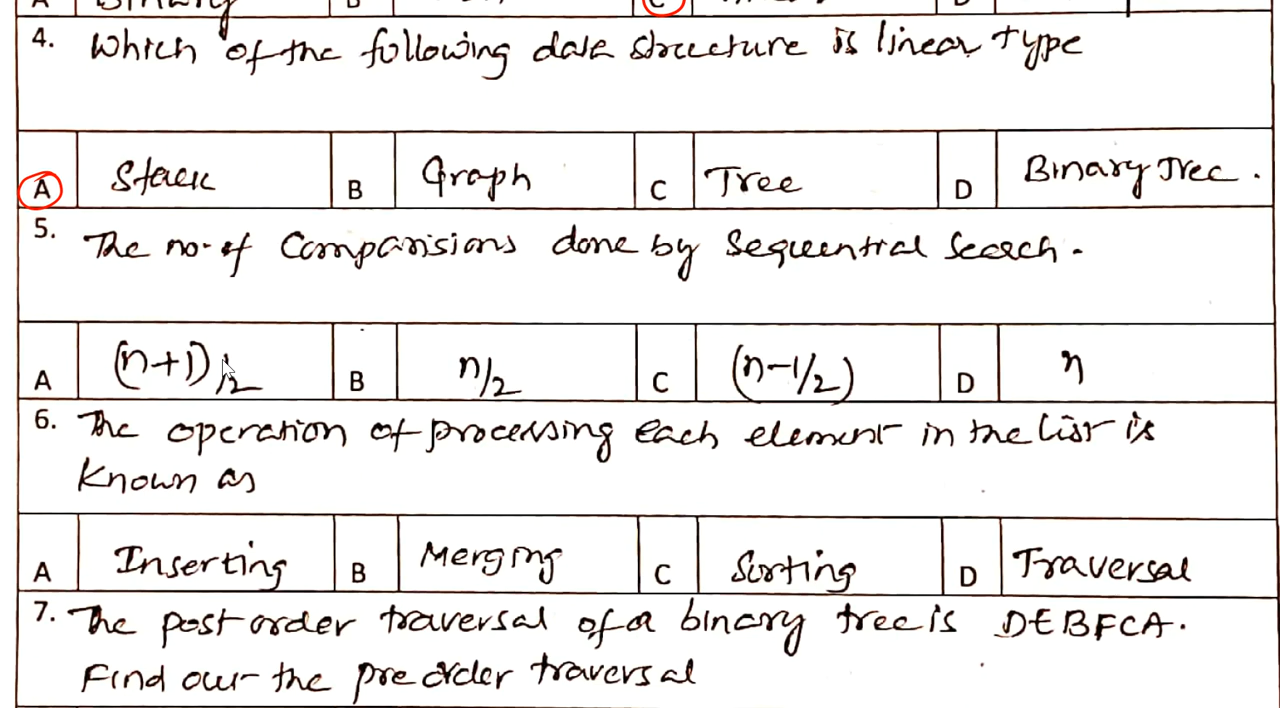 4. Which of the following data structure is linear type
A Stack B Graph C Tree D Binary Tree.
5. The no. of Comparisions done by Sequential Search.
A (n+1)/2 B n/2 C (n-1/2) D n
6. The operation of processing each element in the list is
known as
A Inserting B Merging C Sorting D Traversal
7. The post order traversal of a binary tree is DEBFCA.
Find out the pre order traversal